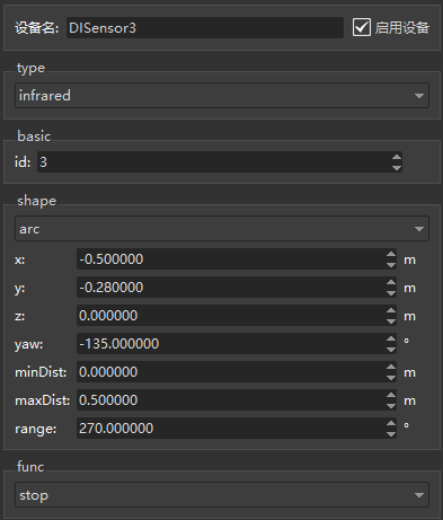 设备名: DISensor3 启用设备
type
infrared
basic
id: 3
shape
arc
x: -0.500000 m
y: -0.280000 m
z: 0.000000 m
yaw: -135.000000 °
minDist: 0.000000 m
maxDist: 0.500000 m
range: 270.000000 °
func
stop